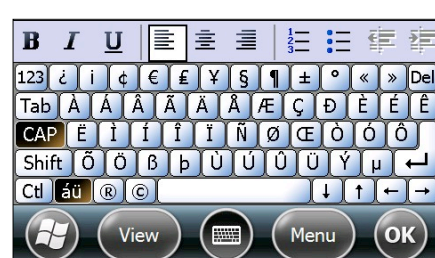 B I U
123 ¿ ¡ ¢ € £ ¥ § ¶ ± ° « » Del
Tab À Á Â Ã Ä Å Æ Ç Ð È É Ê
CAP Ë Ì Í Î Ï Ñ Ø Œ Ò Ó Ô
Shift Õ Ö ß þ Ù Ú Û Ü Ý µ ↵
Ctl áü ® © ↓ ↑ ← →
View Menu OK